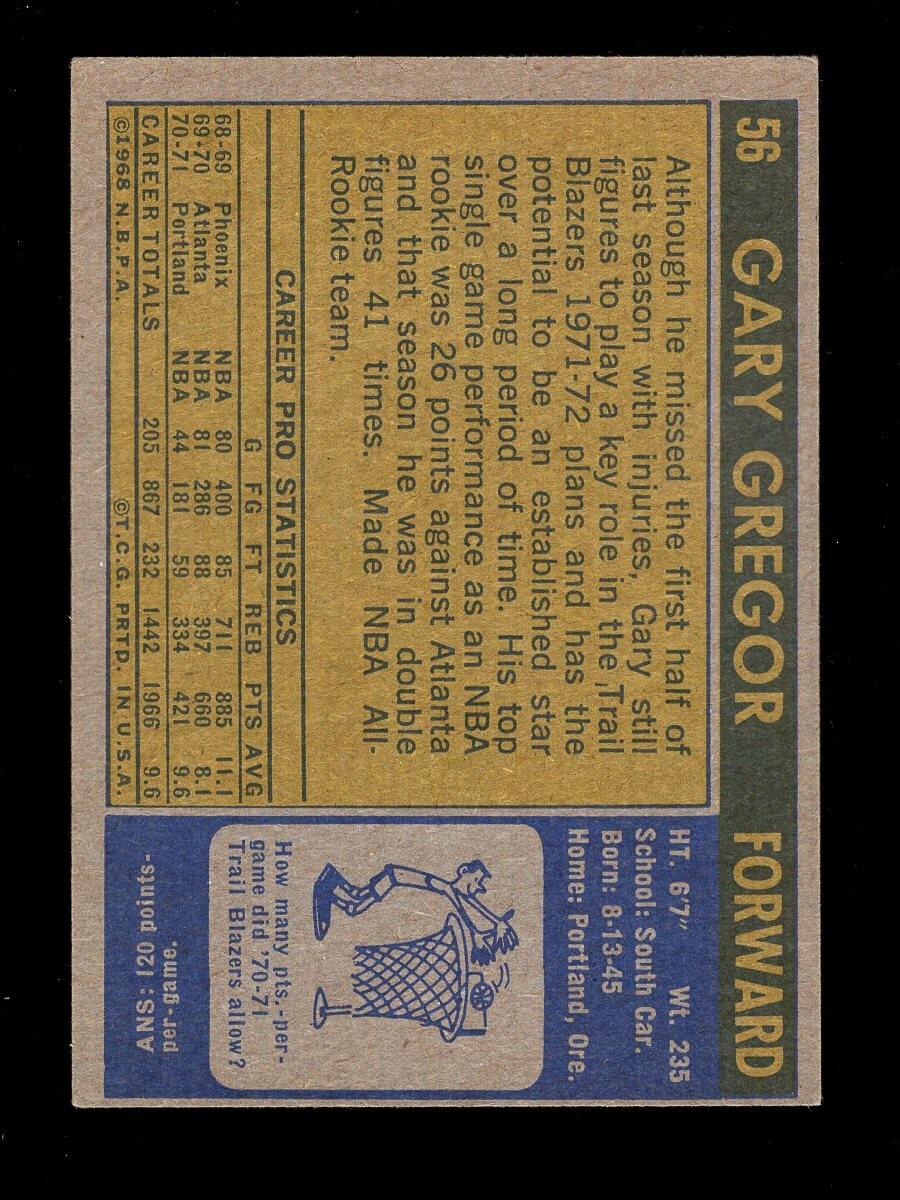 56 GARY GREGOR FORWARD
Although he missed the first half of
last season with injuries, Gary still
figures to play a key role in the Trail
Blazers 1971-72 plans and has the
potential to be an established star
over a long period of time. His top
single game performance as an NBA
rookie was 26 points against Atlanta
and that season he was in double
figures 41 times. Made NBA All-
Rookie team.
CAREER PRO STATISTICS
G FG FT REB PTS AVG
68-69 Phoenix NBA 80 400 85 711 885 11.1
69-70 Atlanta NBA 81 286 88 397 660 8.1
70-71 Portland NBA 44 181 59 334 421 9.6
CAREER TOTALS 205 867 232 1442 1966 9.6
©1968 N.B.P.A. ©T.C.G. PRTD. IN U.S.A.
HT. 6'7" Wt. 235
School: South Car.
Born: 8-13-45
Home: Portland, Ore.
How many pts.-per-
game did '70-71
Trail Blazers allow?
ANS: 120 points-
per-game.